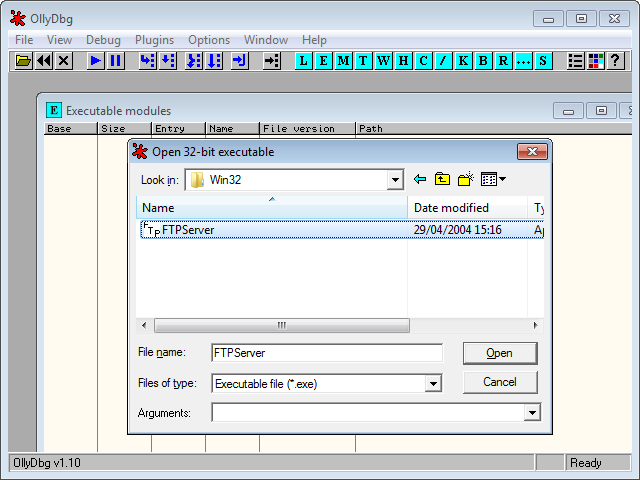 OllyDbg
File View Debug Plugins Options Window Help
L E M T W H C / K B R ... S ?
E Executable modules
Base Size Entry Name File version Path
Open 32-bit executable
Look in: Win32
Name Date modified Ty
FTP FTPServer 29/04/2004 15:16 Ap
File name: FTPServer Open
Files of type: Executable file (*.exe) Cancel
Arguments:
OllyDbg v1.10 Ready